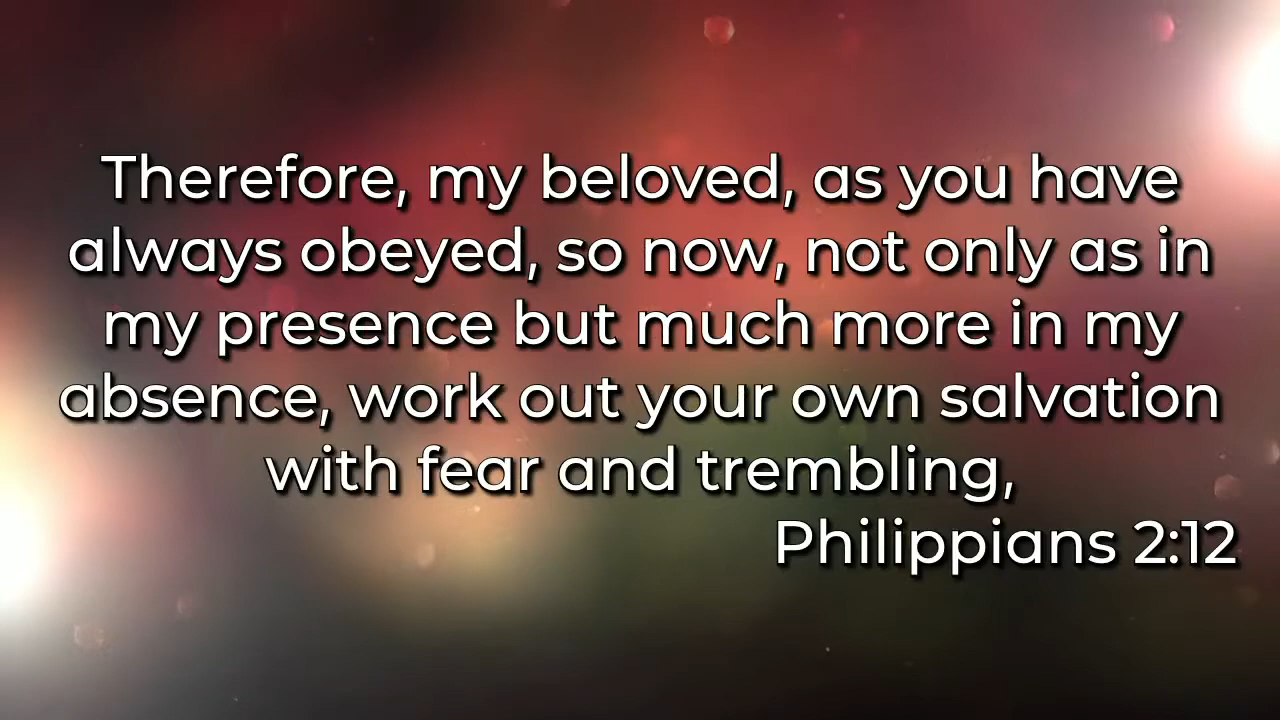 Therefore, my beloved, as you have
always obeyed, so now, not only as in
my presence but much more in my
absence, work out your own salvation
with fear and trembling,
Philippians 2:12